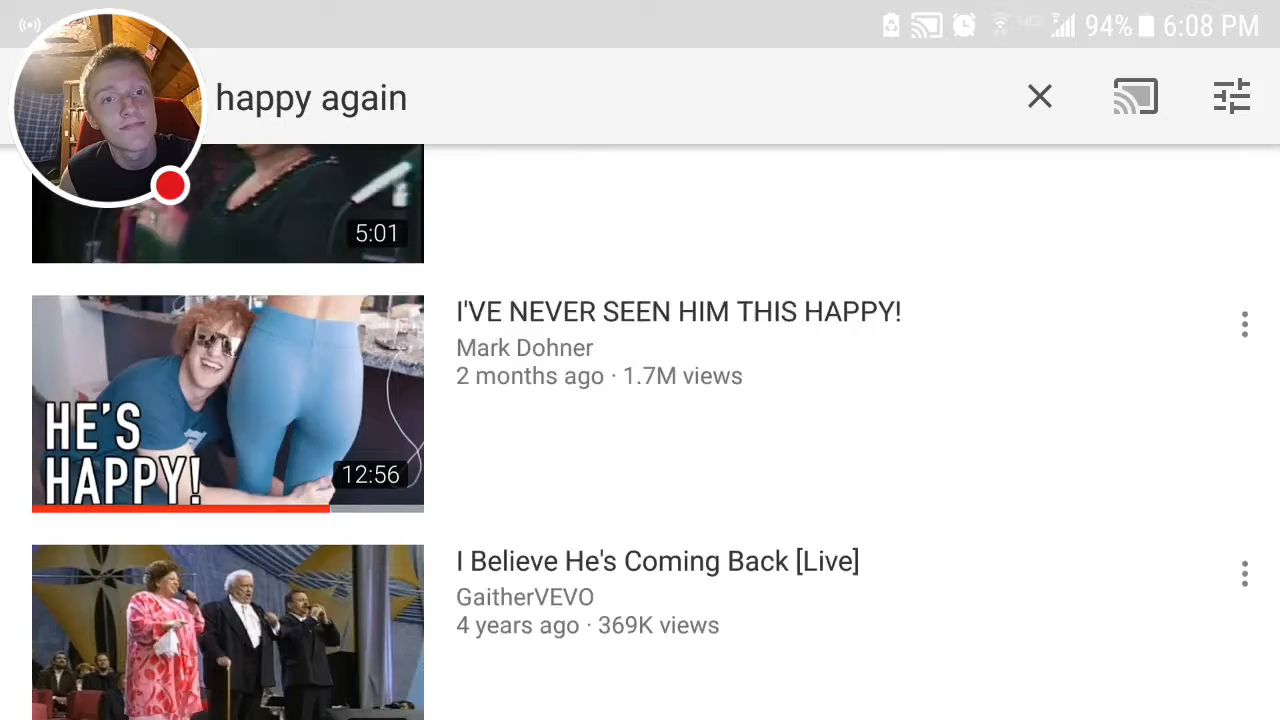 94% 6:08 PM
happy again
5:01
I'VE NEVER SEEN HIM THIS HAPPY!
Mark Dohner
2 months ago · 1.7M views
HE'S
HAPPY!
12:56
I Believe He's Coming Back [Live]
GaitherVEVO
4 years ago · 369K views